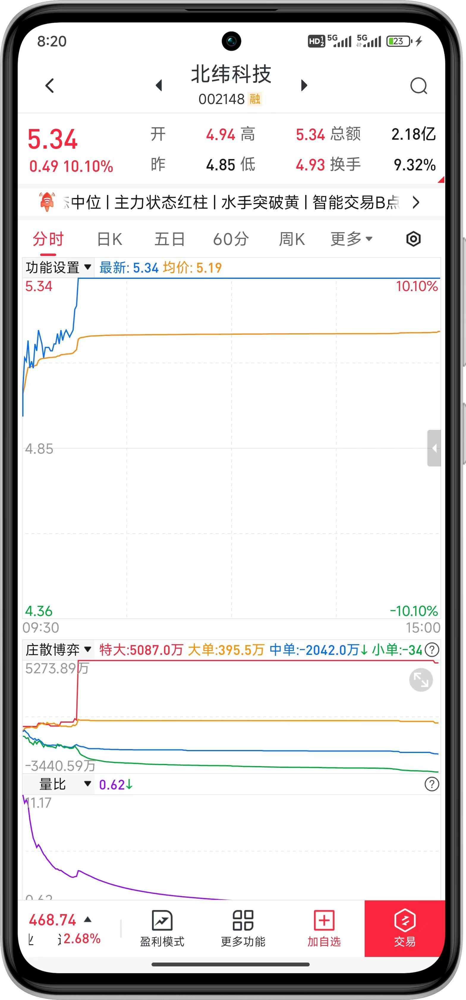 8:20
HD 1 2 5G 5G 23
北纬科技
002148 融
5.34 开 4.94 高 5.34 总额 2.18亿
0.49 10.10% 昨 4.85 低 4.93 换手 9.32%
中位 | 主力状态红柱 | 水手突破黄 | 智能交易B点
分时 日K 五日 60分 周K 更多
功能设置 最新: 5.34 均价: 5.19
5.34 10.10%
4.85
4.36 -10.10%
09:30 15:00
庄散博弈 特大:5087.0万 大单:395.5万 中单:-2042.0万↓ 小单:-34 ?
5273.89万
-3440.59万
量比 0.62↓ ?
11.17
0.62
468.74
2.68%
盈利模式 更多功能 加自选 交易